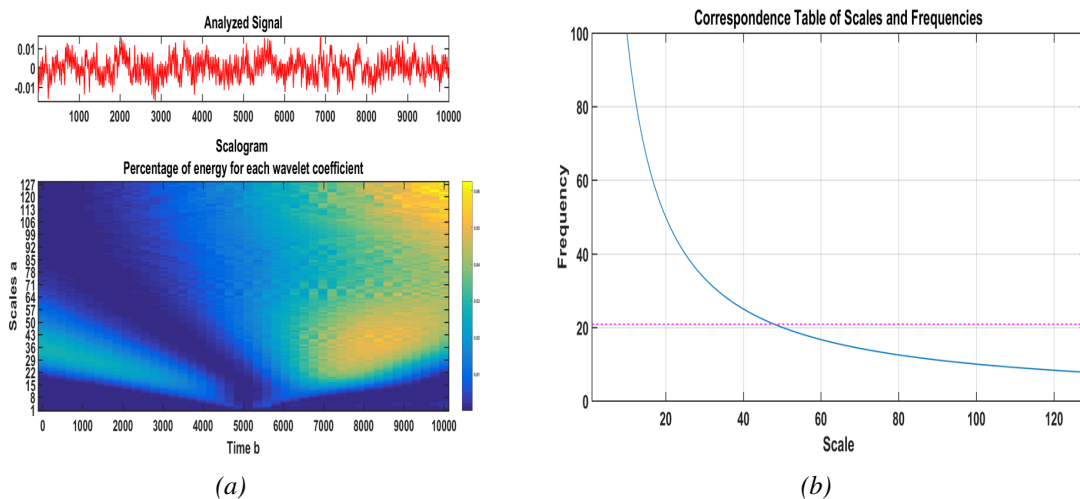 Analyzed Signal
0.01
0
-0.01
1000 2000 3000 4000 5000 6000 7000 8000 9000 10000
Scalogram
Percentage of energy for each wavelet coefficient
Scales a
127
120
113
106
99
92
85
78
71
64
57
50
43
36
29
22
15
8
1
0 1000 2000 3000 4000 5000 6000 7000 8000 9000 10000
Time b
(a)
Correspondence Table of Scales and Frequencies
Frequency
100
80
60
40
20
0
20 40 60 80 100 120
Scale
(b)